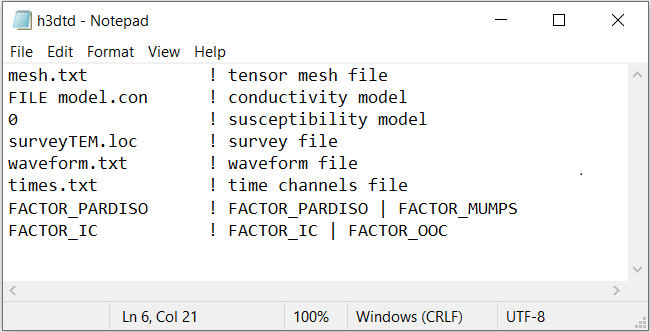 h3dtd - Notepad
File Edit Format View Help
mesh.txt ! tensor mesh file
FILE model.con ! conductivity model
0 ! susceptibility model
surveyTEM.loc ! survey file
waveform.txt ! waveform file
times.txt ! time channels file
FACTOR_PARDISO ! FACTOR_PARDISO | FACTOR_MUMPS
FACTOR_IC ! FACTOR_IC | FACTOR_OOC
Ln 6, Col 21 100% Windows (CRLF) UTF-8